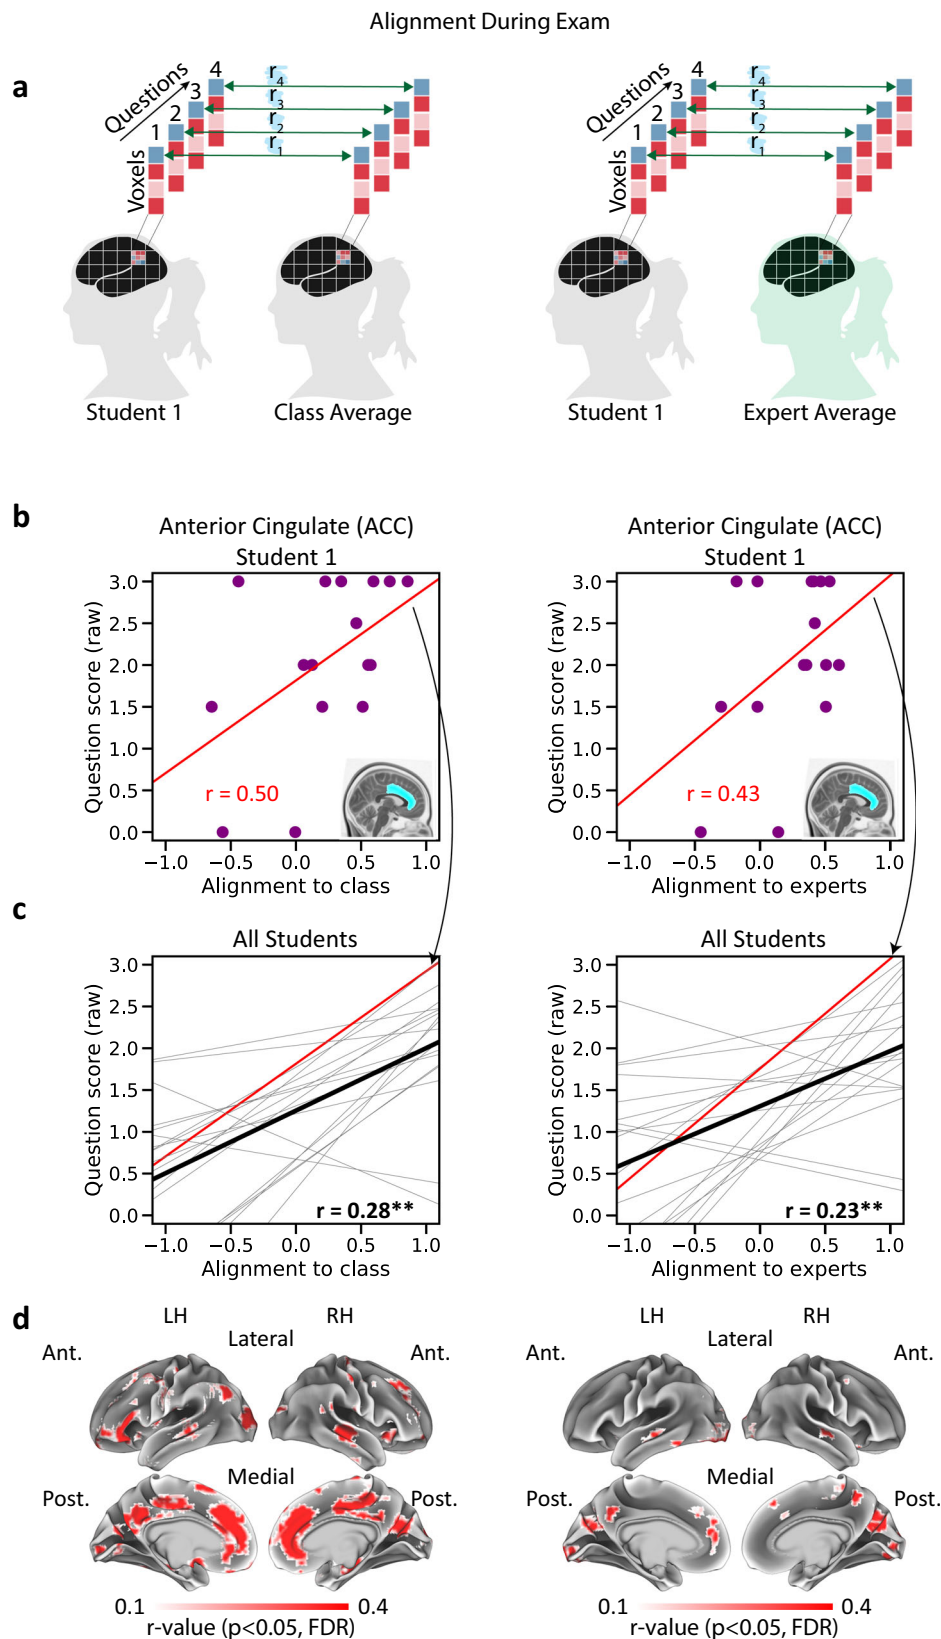 Alignment During Exam
a
Questions
1 2 3 4
Voxels
r4
r3
r2
r1
Student 1
Class Average
Questions
1 2 3 4
Voxels
r4
r3
r2
r1
Student 1
Expert Average
b
Anterior Cingulate (ACC)
Student 1
Question score (raw)
3.0
2.5
2.0
1.5
1.0
0.5
0.0
r = 0.50
−1.0 −0.5 0.0 0.5 1.0
Alignment to class
Anterior Cingulate (ACC)
Student 1
Question score (raw)
3.0
2.5
2.0
1.5
1.0
0.5
0.0
r = 0.43
−1.0 −0.5 0.0 0.5 1.0
Alignment to experts
c
All Students
Question score (raw)
3.0
2.5
2.0
1.5
1.0
0.5
0.0
r = 0.28**
−1.0 −0.5 0.0 0.5 1.0
Alignment to class
All Students
Question score (raw)
3.0
2.5
2.0
1.5
1.0
0.5
0.0
r = 0.23**
−1.0 −0.5 0.0 0.5 1.0
Alignment to experts
d
LH RH
Lateral
Ant. Ant.
Medial
Post. Post.
0.1 0.4
r-value (p<0.05, FDR)
LH RH
Lateral
Ant. Ant.
Medial
Post. Post.
0.1 0.4
r-value (p<0.05, FDR)